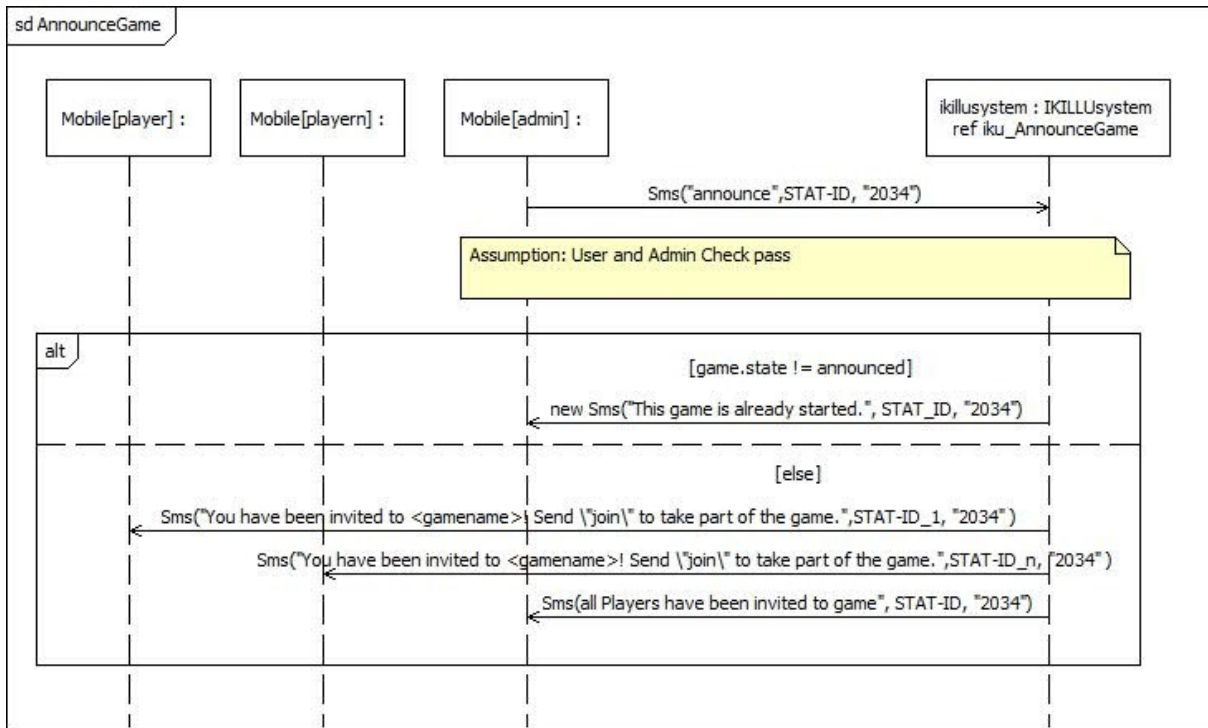 sd AnnounceGame
Mobile[player] :
Mobile[playern] :
Mobile[admin] :
ikillusystem : IKILLUsystem
ref iku_AnnounceGame
Sms("announce",STAT-ID, "2034")
Assumption: User and Admin Check pass
alt
[game.state != announced]
new Sms("This game is already started.", STAT_ID, "2034")
[else]
Sms("You have been invited to <gamename>! Send \"join\" to take part of the game.",STAT-ID_1, "2034" )
Sms("You have been invited to <gamename>! Send \"join\" to take part of the game.",STAT-ID_n, "2034" )
Sms(all Players have been invited to game", STAT-ID, "2034")